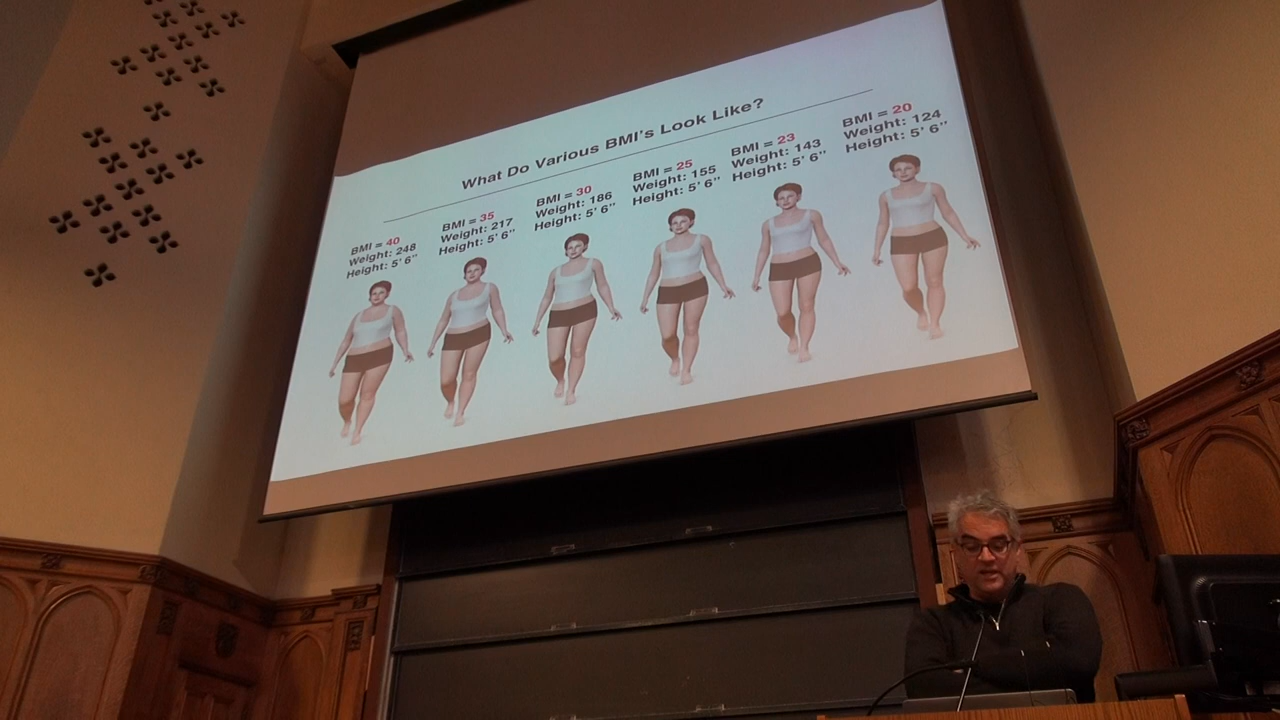 What Do Various BMI's Look Like?
BMI = 40
Weight: 248
Height: 5' 6"
BMI = 35
Weight: 217
Height: 5' 6"
BMI = 30
Weight: 186
Height: 5' 6"
BMI = 25
Weight: 155
Height: 5' 6"
BMI = 23
Weight: 143
Height: 5' 6"
BMI = 20
Weight: 124
Height: 5' 6"